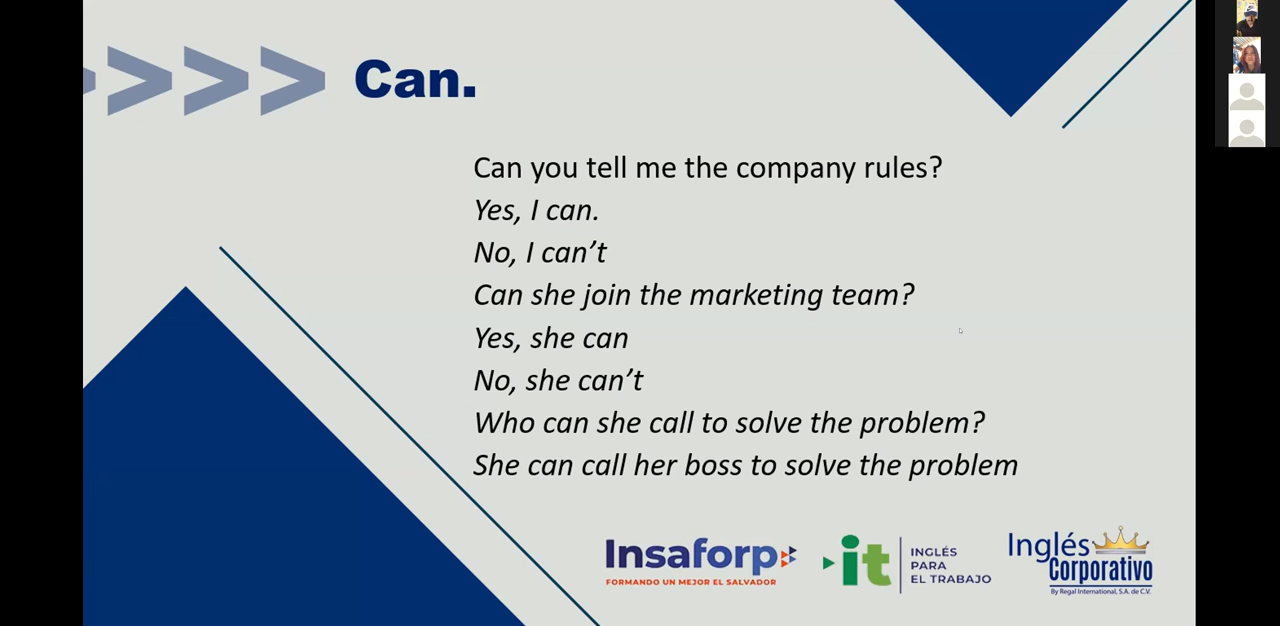 >>>> Can.
Can you tell me the company rules?
Yes, I can.
No, I can’t
Can she join the marketing team?
Yes, she can
No, she can’t
Who can she call to solve the problem?
She can call her boss to solve the problem
Insaforp
FORMANDO UN MEJOR EL SALVADOR
it
INGLÉS
PARA
EL TRABAJO
Inglés
Corporativo
By Regal International, S.A. de C.V.